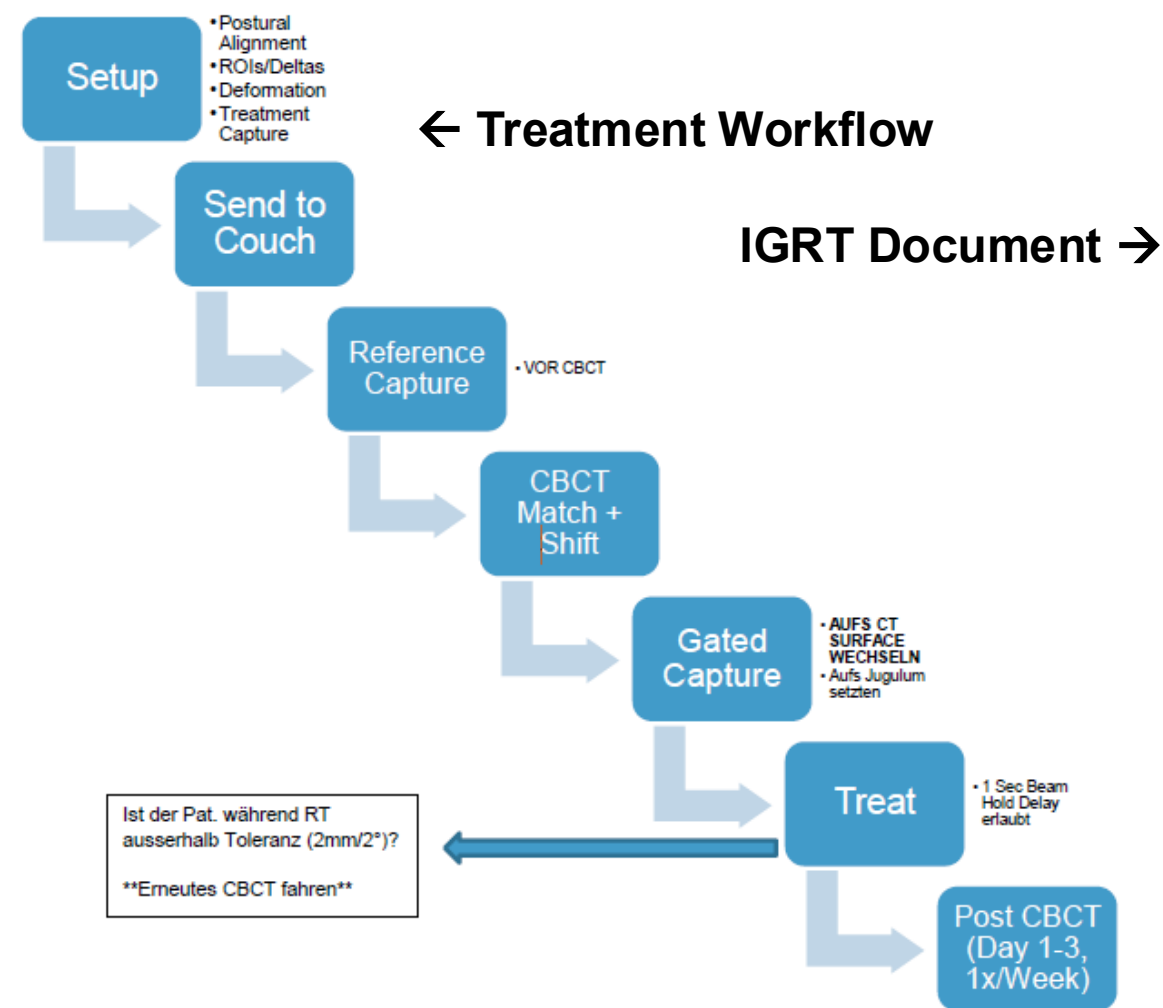 Setup
•Postural
Alignment
•ROIs/Deltas
•Deformation
•Treatment
Capture
← Treatment Workflow
Send to
Couch
IGRT Document →
Reference
Capture
• VOR CBCT
CBCT
Match +
Shift
Gated
Capture
• AUFS CT
SURFACE
WECHSELN
• Aufs Jugulum
setzten
Treat
• 1 Sec Beam
Hold Delay
erlaubt
Ist der Pat. während RT
ausserhalb Toleranz (2mm/2°)?
**Erneutes CBCT fahren**
Post CBCT
(Day 1-3,
1x/Week)